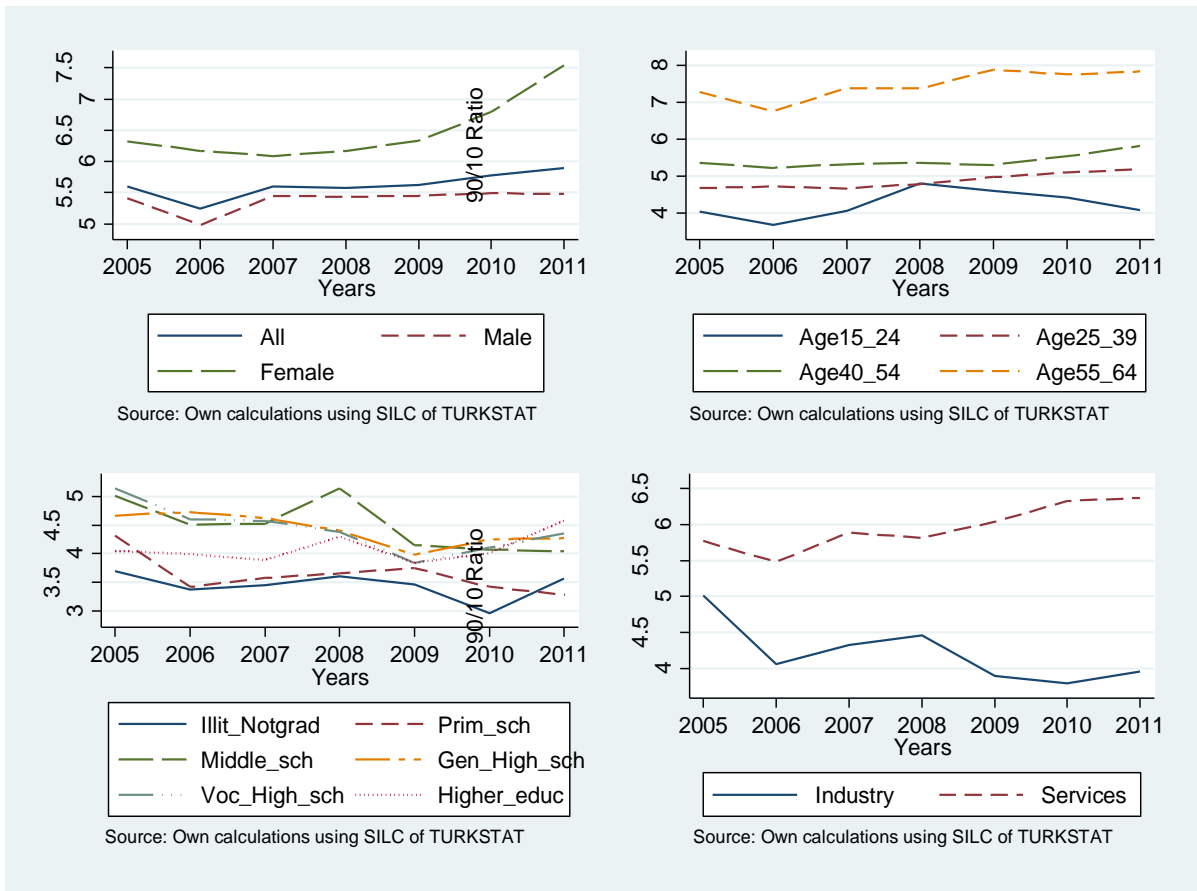 7.5
7
6.5
6
5.5
5
2005 2006 2007 2008 2009 2010 2011
Years
All Male
Female
Source: Own calculations using SILC of TURKSTAT
90/10 Ratio
8
7
6
5
4
2005 2006 2007 2008 2009 2010 2011
Years
Age15_24 Age25_39
Age40_54 Age55_64
Source: Own calculations using SILC of TURKSTAT
5
4.5
4
3.5
3
2005 2006 2007 2008 2009 2010 2011
Years
Illit_Notgrad Prim_sch
Middle_sch Gen_High_sch
Voc_High_sch Higher_educ
Source: Own calculations using SILC of TURKSTAT
90/10 Ratio
6.5
6
5.5
5
4.5
4
2005 2006 2007 2008 2009 2010 2011
Years
Industry Services
Source: Own calculations using SILC of TURKSTAT